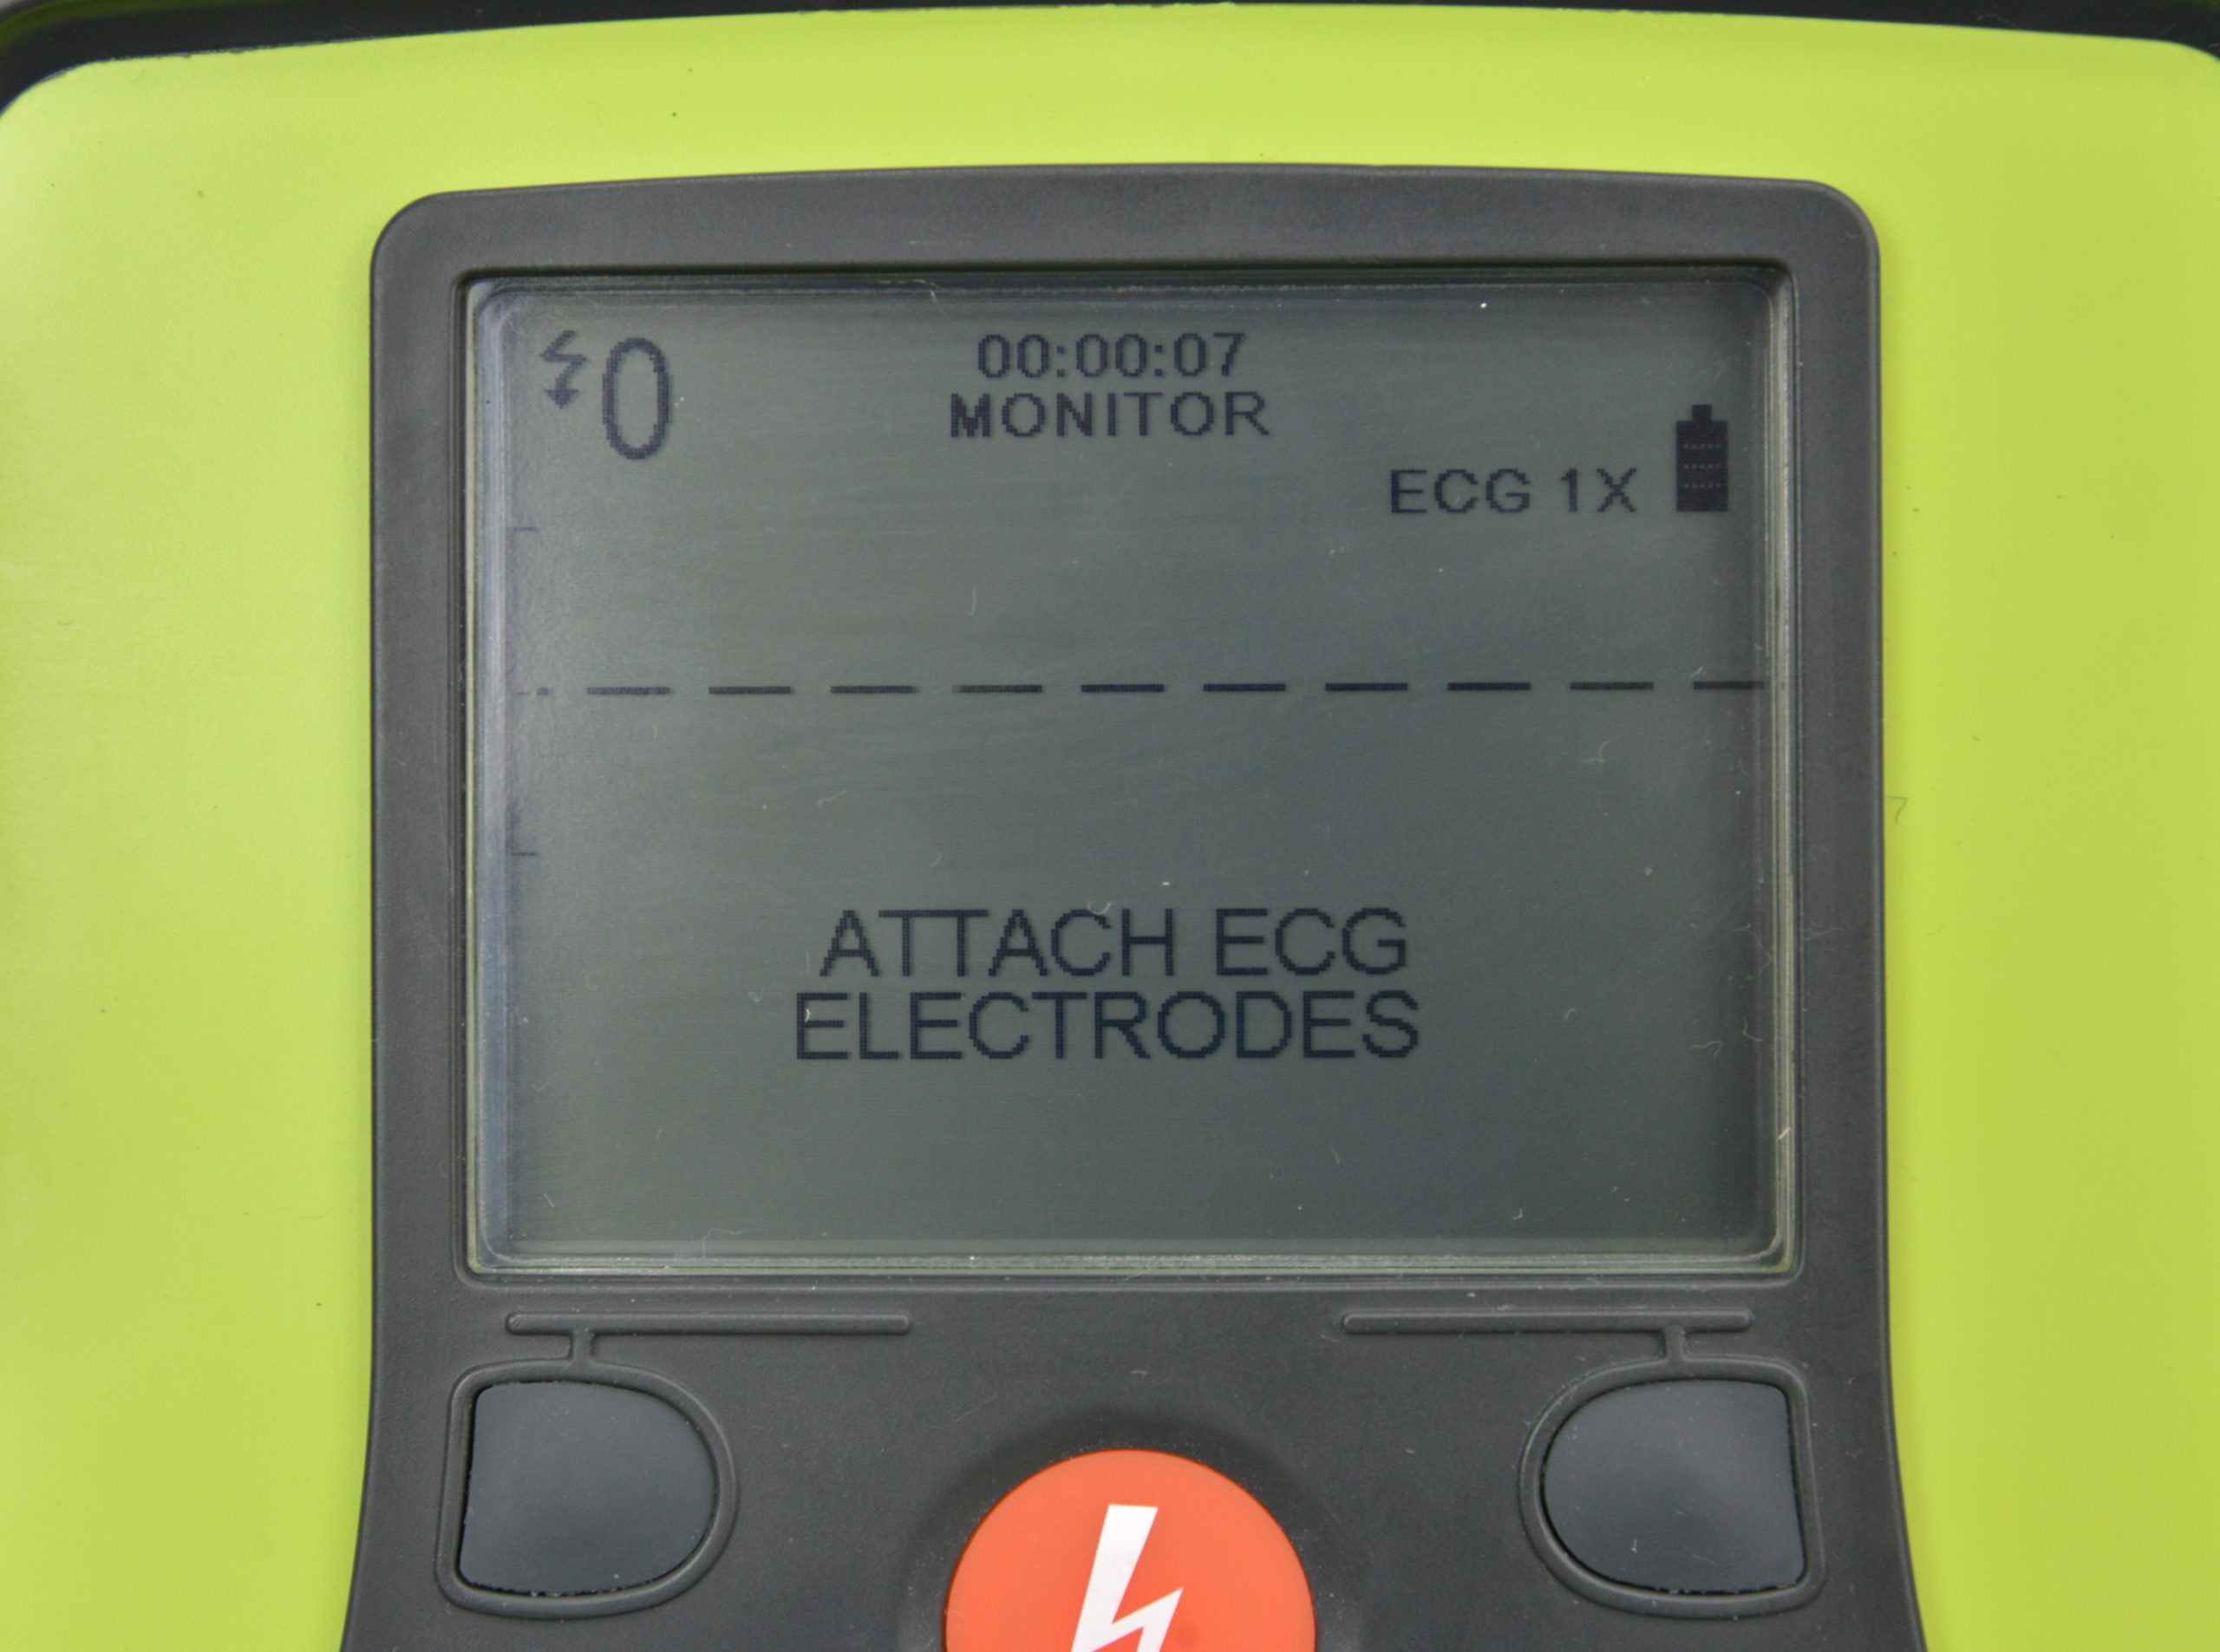 0
00:00:07
MONITOR
ECG 1X
ATTACH ECG
ELECTRODES